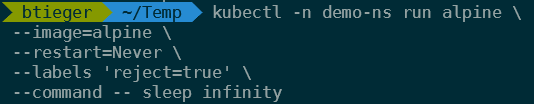 btieger ~/Temp kubectl -n demo-ns run alpine \
--image=alpine \
--restart=Never \
--labels 'reject=true' \
--command -- sleep infinity